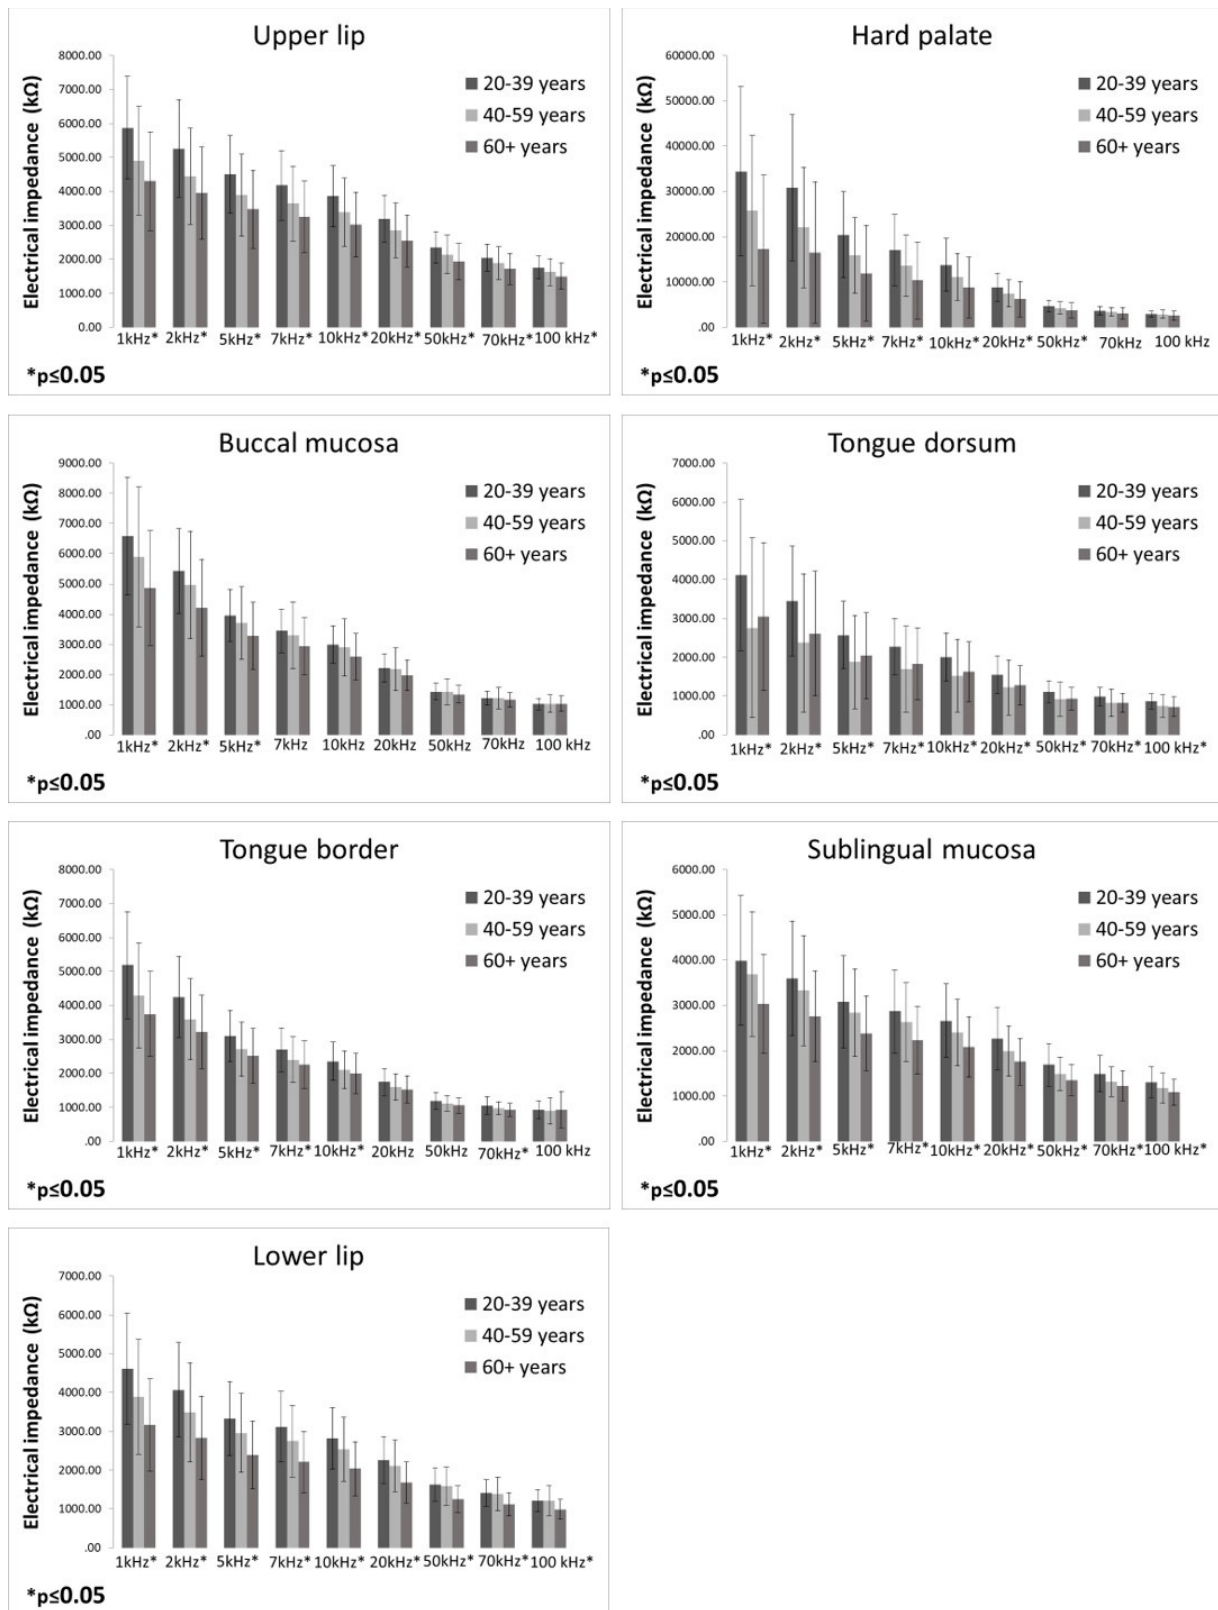 Upper lip
Electrical impedance (kΩ)
8000.00
7000.00
6000.00
5000.00
4000.00
3000.00
2000.00
1000.00
0.00
20-39 years
40-59 years
60+ years
1kHz* 2kHz* 5kHz* 7kHz* 10kHz* 20kHz* 50kHz* 70kHz* 100 kHz*
*p≤0.05
Hard palate
Electrical impedance (kΩ)
60000.00
50000.00
40000.00
30000.00
20000.00
10000.00
.00
20-39 years
40-59 years
60+ years
1kHz* 2kHz* 5kHz* 7kHz* 10kHz* 20kHz* 50kHz* 70kHz 100 kHz
*p≤0.05
Buccal mucosa
Electrical impedance (kΩ)
9000.00
8000.00
7000.00
6000.00
5000.00
4000.00
3000.00
2000.00
1000.00
.00
20-39 years
40-59 years
60+ years
1kHz* 2kHz* 5kHz* 7kHz 10kHz 20kHz 50kHz 70kHz 100 kHz
*p≤0.05
Tongue dorsum
Electrical impedance (kΩ)
7000.00
6000.00
5000.00
4000.00
3000.00
2000.00
1000.00
.00
20-39 years
40-59 years
60+ years
1kHz* 2kHz* 5kHz* 7kHz* 10kHz* 20kHz* 50kHz* 70kHz* 100 kHz*
*p≤0.05
Tongue border
Electrical impedance (kΩ)
8000.00
7000.00
6000.00
5000.00
4000.00
3000.00
2000.00
1000.00
.00
20-39 years
40-59 years
60+ years
1kHz* 2kHz* 5kHz* 7kHz* 10kHz* 20kHz 50kHz 70kHz* 100 kHz
*p≤0.05
Sublingual mucosa
Electrical impedance (kΩ)
6000.00
5000.00
4000.00
3000.00
2000.00
1000.00
.00
20-39 years
40-59 years
60+ years
1kHz* 2kHz* 5kHz* 7kHz* 10kHz* 20kHz* 50kHz* 70kHz* 100 kHz*
*p≤0.05
Lower lip
Electrical impedance (kΩ)
7000.00
6000.00
5000.00
4000.00
3000.00
2000.00
1000.00
.00
20-39 years
40-59 years
60+ years
1kHz* 2kHz* 5kHz* 7kHz* 10kHz* 20kHz* 50kHz* 70kHz* 100 kHz*
*p≤0.05